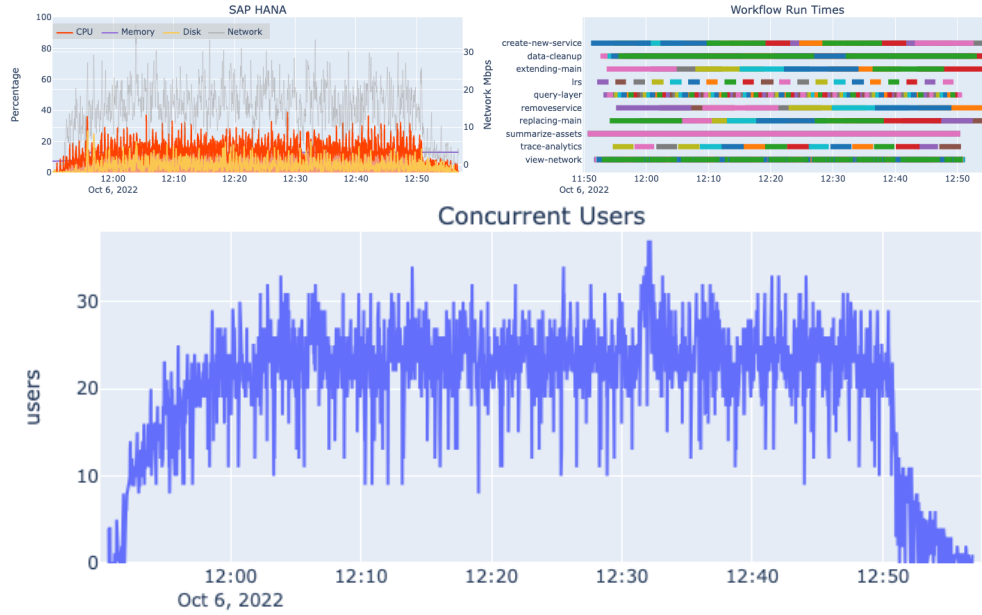 SAP HANA
CPU Memory Disk Network
100
80
60
40
20
0
Percentage
30
20
10
0
Network Mbps
12:00 12:10 12:20 12:30 12:40 12:50
Oct 6, 2022
Workflow Run Times
create-new-service
data-cleanup
extending-main
lrs
query-layer
removeservice
replacing-main
summarize-assets
trace-analytics
view-network
11:50 12:00 12:10 12:20 12:30 12:40 12:50
Oct 6, 2022
Concurrent Users
users
30
20
10
0
12:00 12:10 12:20 12:30 12:40 12:50
Oct 6, 2022